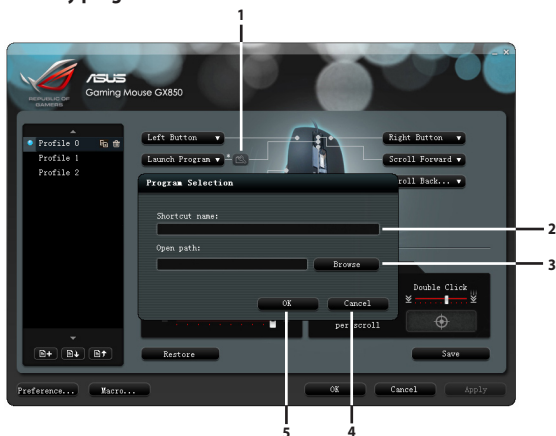 1
REPUBLIC OF
GAMERS
ASUS
Gaming Mouse GX850
Profile 0
Profile 1
Profile 2
Left Button
Launch Program
Right Button
Scroll Forward
roll Back...
Program Selection
Shortcut name:
2
Open path:
Browse
3
OK
Cancel
Double Click
per scroll
Restore
Save
Preference...
Macro...
OK
Cancel
Apply
5
4